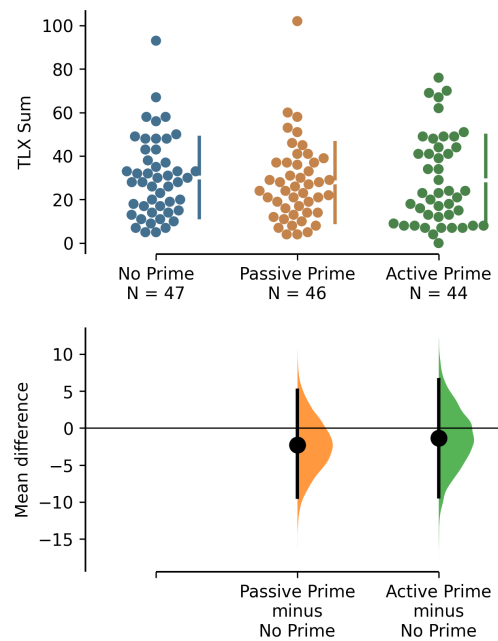 100
80
60
40
20
0
TLX Sum
No Prime
N = 47
Passive Prime
N = 46
Active Prime
N = 44
10
5
0
−5
−10
−15
Mean difference
Passive Prime
minus
No Prime
Active Prime
minus
No Prime